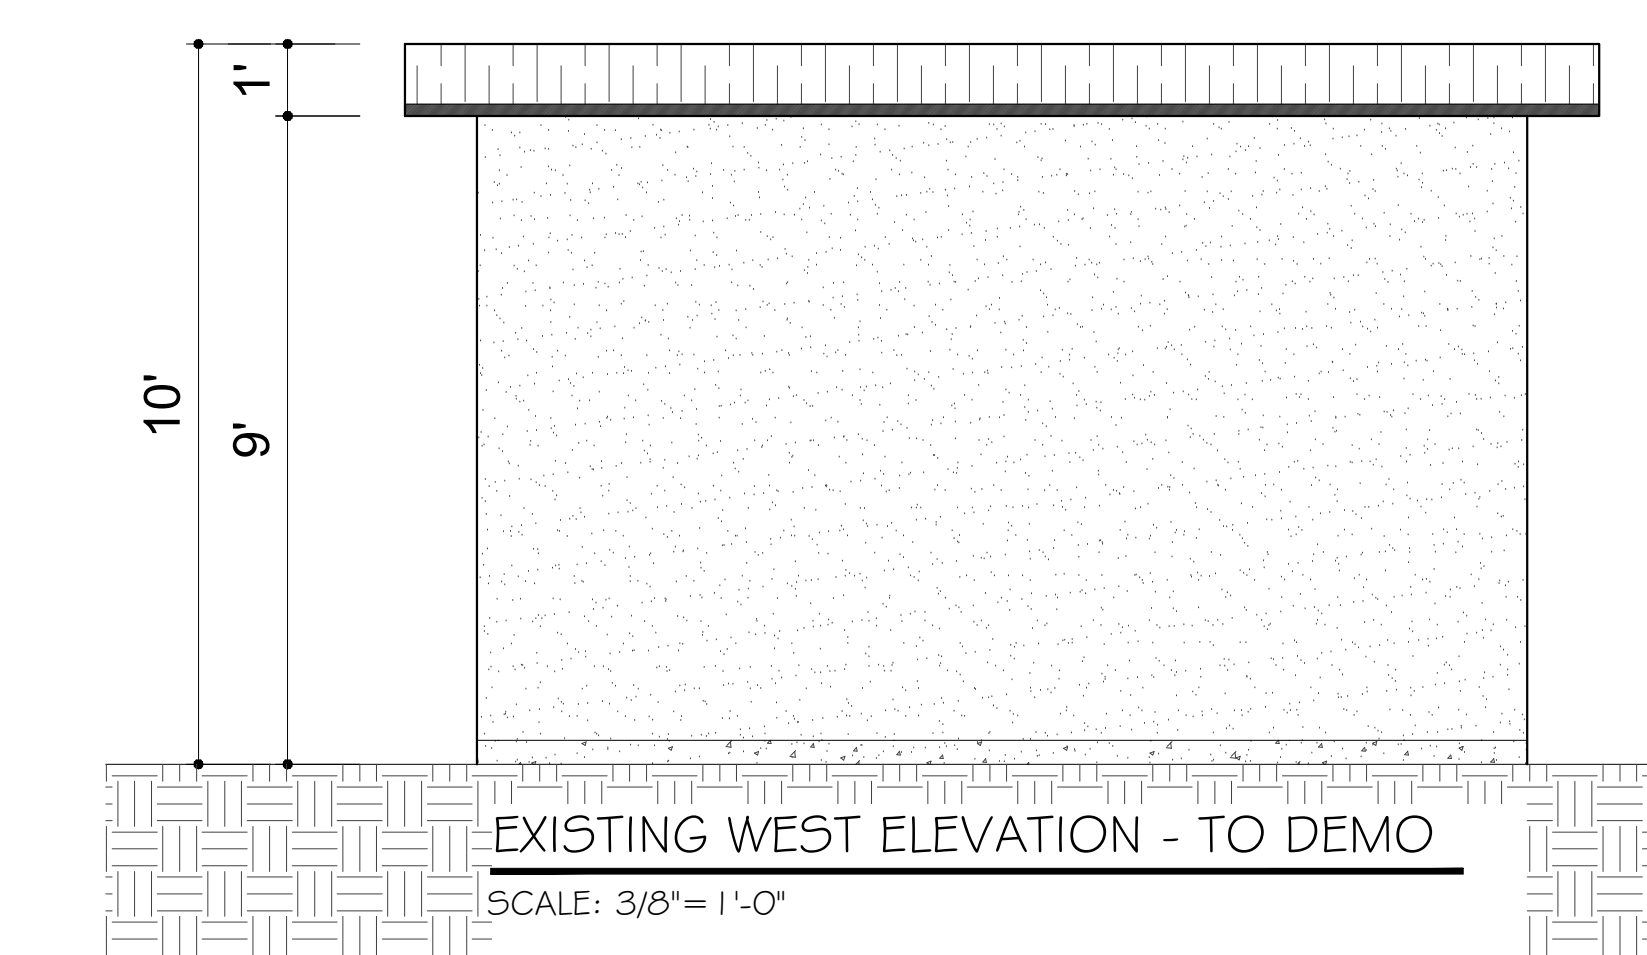 1'
10'
9'
EXISTING WEST ELEVATION - TO DEMO
SCALE: 3/8"= 1'-0"